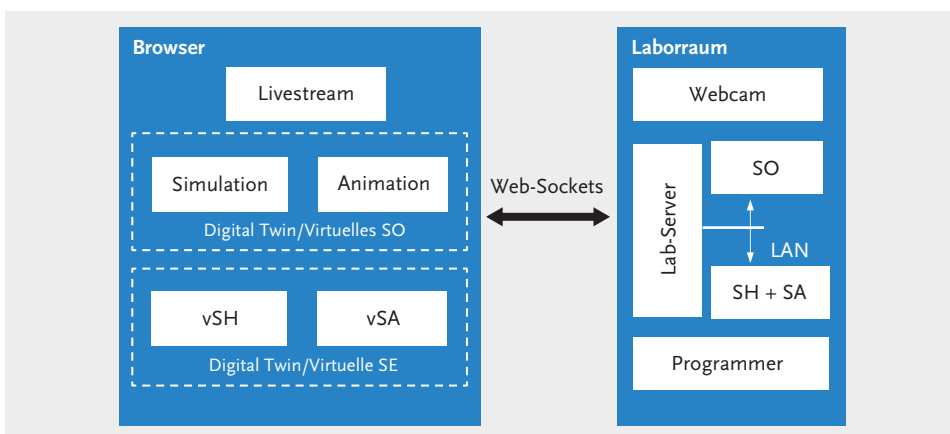 Browser
Livestream
Simulation
Animation
Digital Twin/Virtuelles SO
vSH
vSA
Digital Twin/Virtuelle SE
Web-Sockets
Laborraum
Webcam
Lab-Server
SO
LAN
SH + SA
Programmer